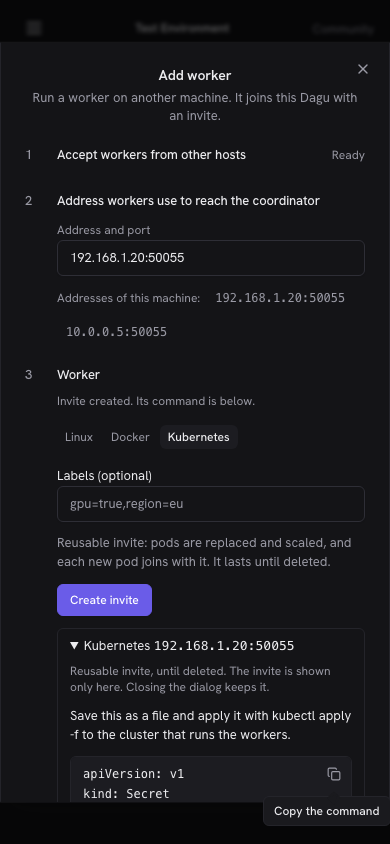 Test Environment
Community
Add worker
Run a worker on another machine. It joins this Dagu with
an invite.
1 Accept workers from other hosts Ready
2 Address workers use to reach the coordinator
Address and port
192.168.1.20:50055
Addresses of this machine: 192.168.1.20:50055
10.0.0.5:50055
3 Worker
Invite created. Its command is below.
Linux Docker Kubernetes
Labels (optional)
gpu=true,region=eu
Reusable invite: pods are replaced and scaled, and
each new pod joins with it. It lasts until deleted.
Create invite
▼ Kubernetes 192.168.1.20:50055
Reusable invite, until deleted. The invite is shown
only here. Closing the dialog keeps it.
Save this as a file and apply it with kubectl apply
-f to the cluster that runs the workers.
apiVersion: v1
kind: Secret
Copy the command